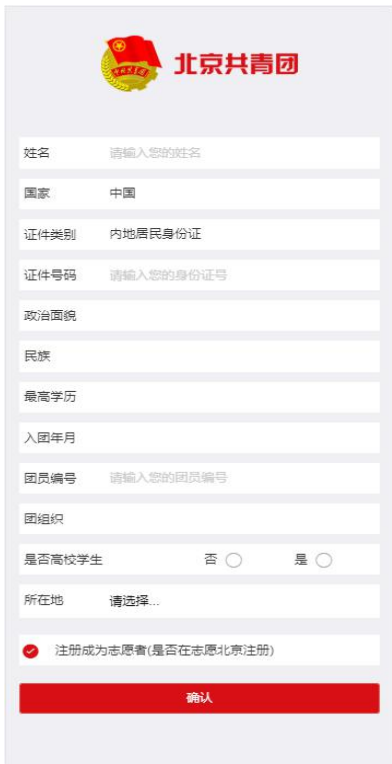 北京共青团
姓名 请输入您的姓名
国家 中国
证件类别 内地居民身份证
证件号码 请输入您的身份证号
政治面貌
民族
最高学历
入团年月
团员编号 请输入您的团员编号
团组织
是否高校学生 否 是
所在地 请选择...
注册成为志愿者(是否在志愿北京注册)
确认